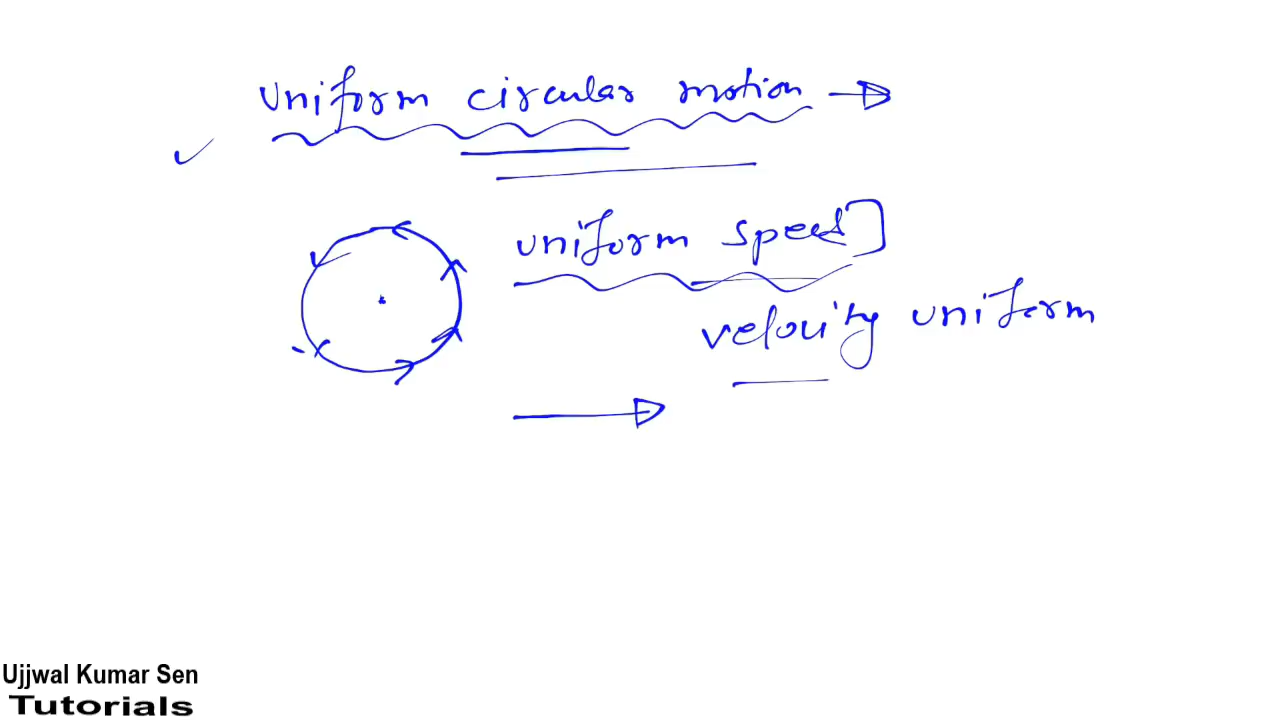 uniform circular motion
uniform speed
velocity uniform
Ujjwal Kumar Sen
Tutorials